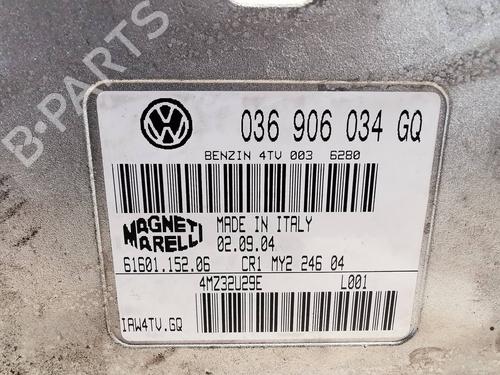 B-PARTS
036 906 034 GQ
BENZIN 4TV 003 6280
MAGNETI MARELLI
MADE IN ITALY
02.09.04
61601.152.06 CR1 MY2 246 04
4MZ32U29E L001
IAW4TV.GQ